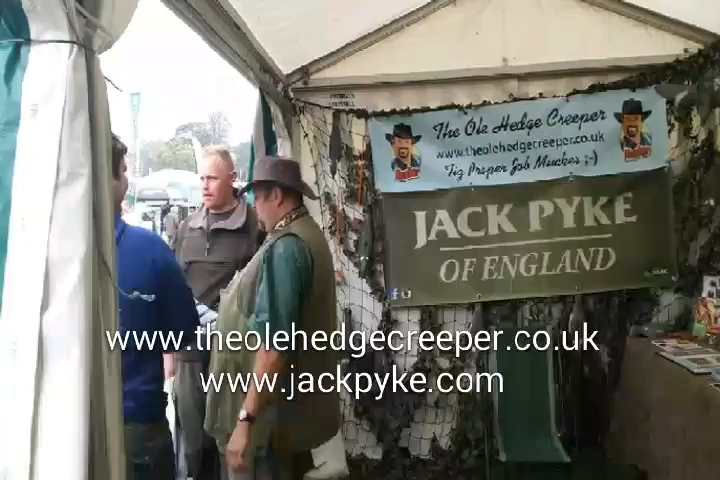 The Ole Hedge Creeper
www.theolehedgecreeper.co.uk
Tig Proper Job Mucker ;-)
JACK PYKE
OF ENGLAND
www.theolehedgecreeper.co.uk
www.jackpyke.com